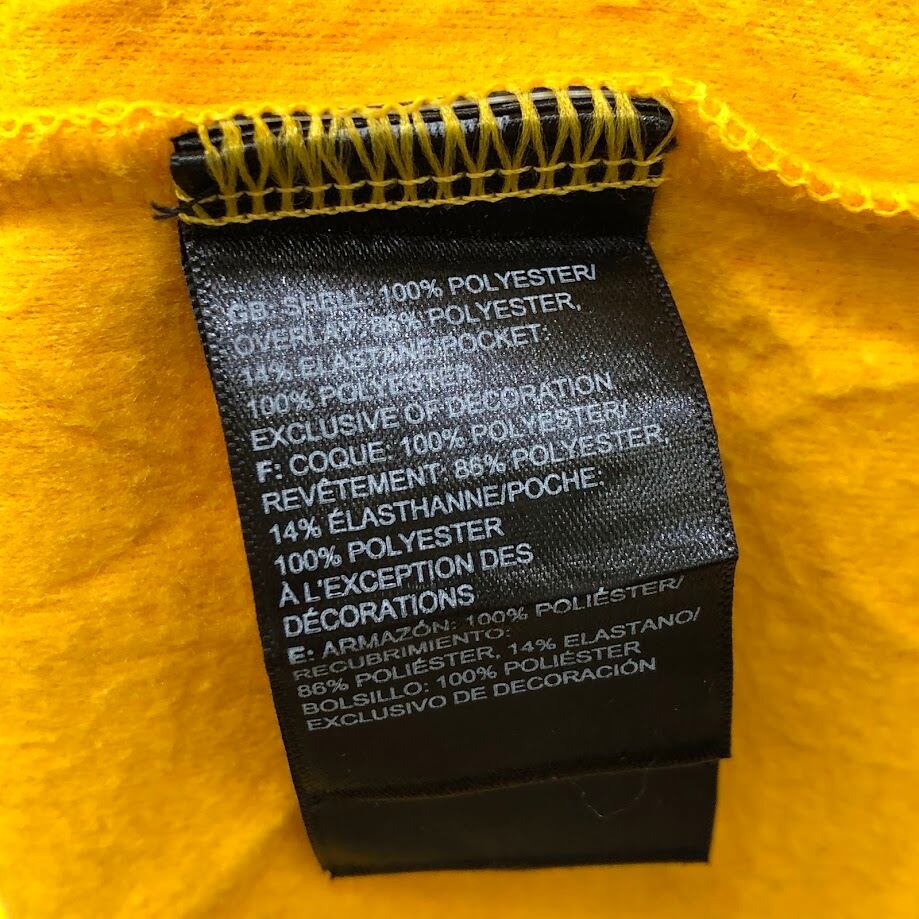 GB: SHELL: 100% POLYESTER/
OVERLAY: 86% POLYESTER,
14% ELASTANE/POCKET:
100% POLYESTER
EXCLUSIVE OF DECORATION
F: COQUE: 100% POLYESTER/
REVÊTEMENT: 86% POLYESTER,
14% ÉLASTHANNE/POCHE:
100% POLYESTER
À L'EXCEPTION DES
DÉCORATIONS
E: ARMAZÓN: 100% POLIÉSTER/
RECUBRIMIENTO:
86% POLIÉSTER, 14% ELASTANO/
BOLSILLO: 100% POLIÉSTER
EXCLUSIVO DE DECORACIÓN